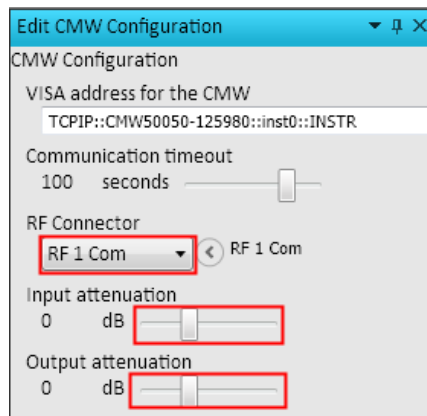 Edit CMW Configuration
CMW Configuration
VISA address for the CMW
TCPIP::CMW50050-125980::inst0::INSTR
Communication timeout
100 seconds
RF Connector
RF 1 Com RF 1 Com
Input attenuation
0 dB
Output attenuation
0 dB